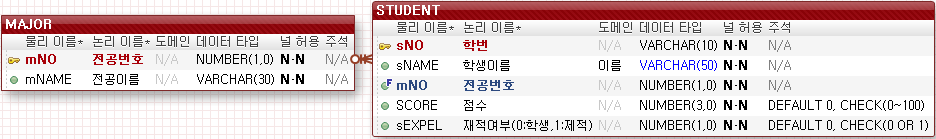 MAJOR
물리 이름* 논리 이름* 도메인 데이터 타입 널 허용 주석
mNO 전공번호 N/A NUMBER(1,0) N-N N/A
mNAME 전공이름 N/A VARCHAR(30) N-N N/A
STUDENT
물리 이름* 논리 이름* 도메인 데이터 타입 널 허용 주석
sNO 학번 N/A VARCHAR(10) N-N N/A
sNAME 학생이름 이름 VARCHAR(50) N-N N/A
F mNO 전공번호 N/A NUMBER(1,0) N-N N/A
SCORE 점수 N/A NUMBER(3,0) N-N DEFAULT 0, CHECK(0~100)
sEXPEL 재적여부(0:학생,1:제적) N/A NUMBER(1,0) N-N DEFAULT 0, CHECK(0 OR 1)